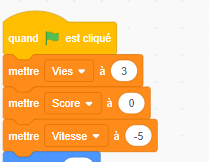 quand est cliqué
mettre Vies à 3
mettre Score à 0
mettre Vitesse à -5